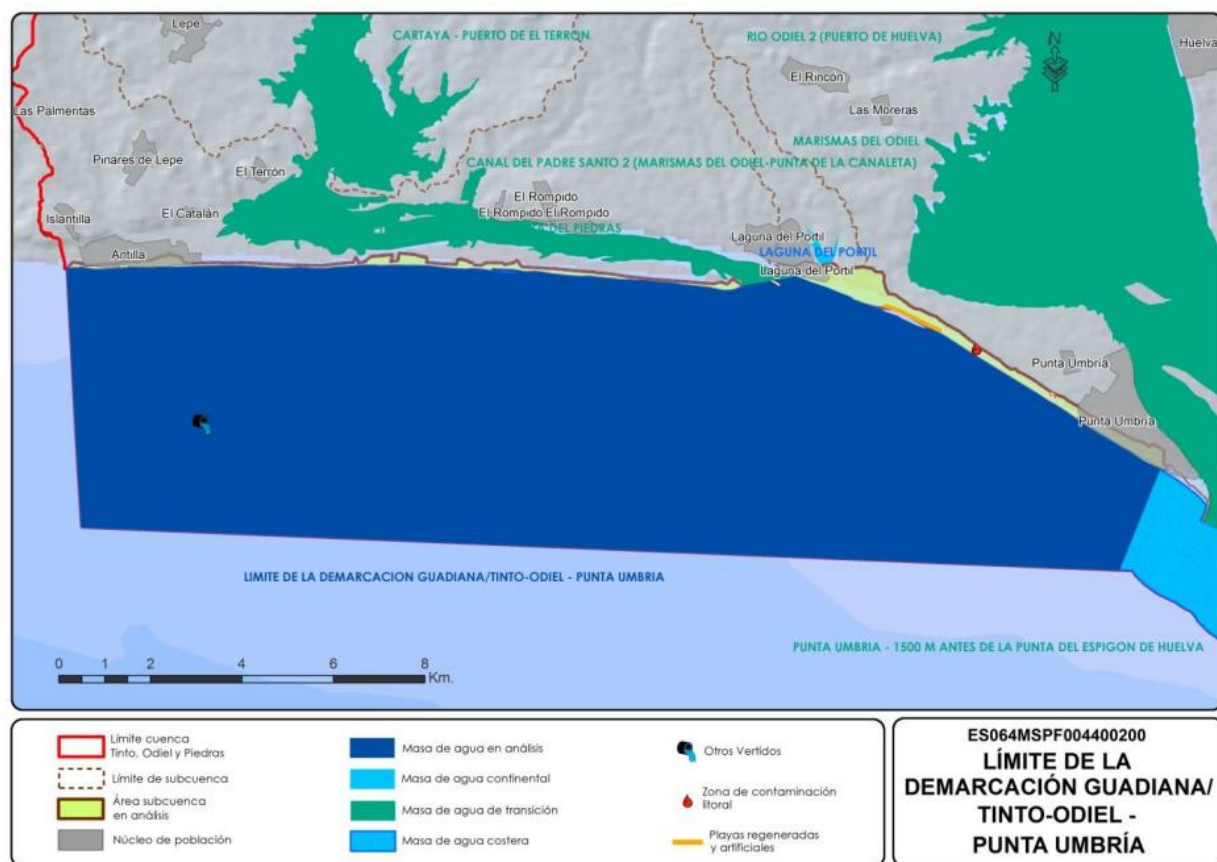 Lepe
CARTAYA - PUERTO DE EL TERRÓN
RIO ODIEL 2 (PUERTO DE HUELVA)
N
Huelva
El Rincón
Las Palmeritas
Las Moreras
MARISMAS DEL ODIEL
Pinares de Lepe
CANAL DEL PADRE SANTO 2 (MARISMAS DEL ODIEL-PUNTA DE LA CANALETA)
El Terrón
El Rompido
El Catalán
El Rompido El Rompido
Islantilla
DEL PIEDRAS
Laguna del Portil
Antilla
LAGUNA DEL PORTIL
Laguna del Portil
Punta Umbría
Punta Umbría
LIMITE DE LA DEMARCACION GUADIANA/TINTO-ODIEL - PUNTA UMBRIA
PUNTA UMBRIA - 1500 M ANTES DE LA PUNTA DEL ESPIGON DE HUELVA
0 1 2 4 6 8
Km.
Límite cuenca
Tinto, Odiel y Piedras
Límite de subcuenca
Área subcuenca
en análisis
Núcleo de población
Masa de agua en análisis
Masa de agua continental
Masa de agua de transición
Masa de agua costera
Otros Vertidos
Zona de contaminación
litoral
Playas regeneradas
y artificiales
ES064MSPF004400200
LÍMITE DE LA
DEMARCACIÓN GUADIANA/
TINTO-ODIEL -
PUNTA UMBRÍA